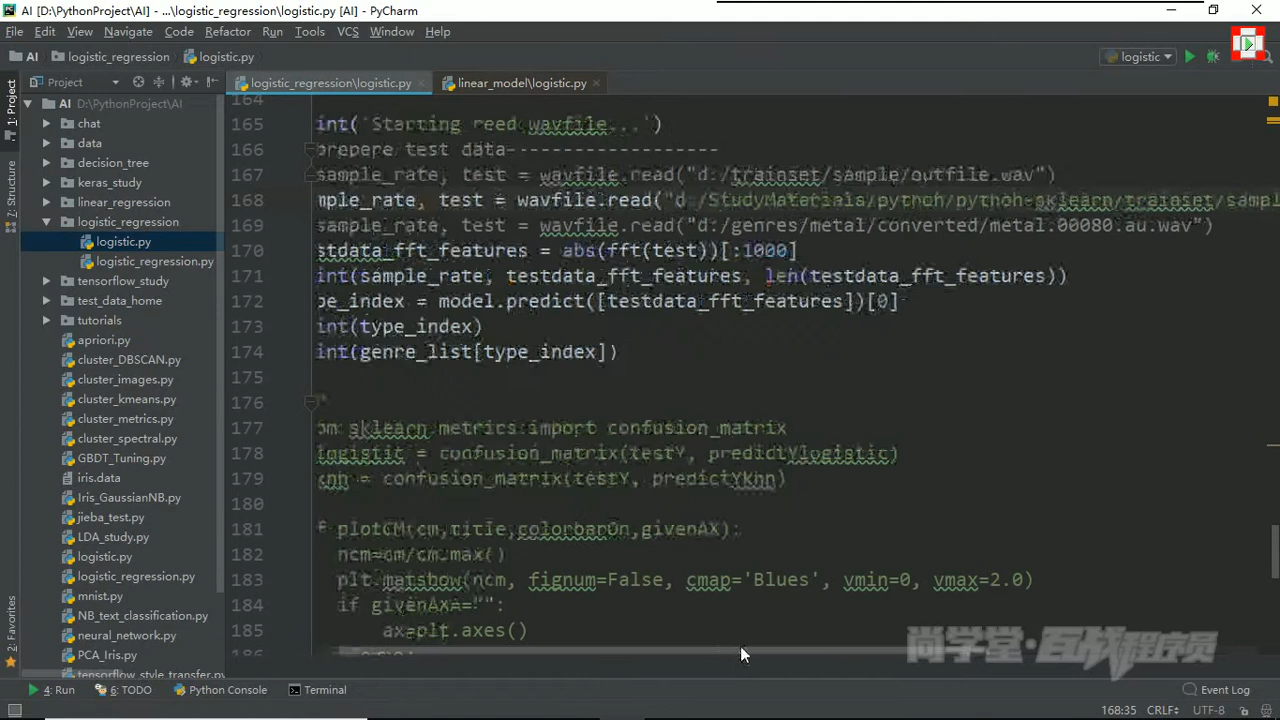 AI [D:\PythonProject\AI] - ...\logistic_regression\logistic.py [AI] - PyCharm
File Edit View Navigate Code Refactor Run Tools VCS Window Help
AI logistic_regression logistic.py logistic
1: Project
7: Structure
2: Favorites
Project logistic_regression\logistic.py linear_model\logistic.py
AI D:\PythonProject\AI
chat
data
decision_tree
keras_study
linear_regression
logistic_regression
logistic.py
logistic_regression.py
tensorflow_study
test_data_home
tutorials
apriori.py
cluster_DBSCAN.py
cluster_images.py
cluster_kmeans.py
cluster_metrics.py
cluster_spectral.py
GBDT_Tuning.py
iris.data
Iris_GaussianNB.py
jieba_test.py
LDA_study.py
logistic.py
logistic_regression.py
mnist.py
NB_text_classification.py
neural_network.py
PCA_Iris.py
tensorflow_style_transfer.py
164
165 int('Starting read wavfile...')
166 prepare test data-------------------
167 sample_rate, test = wavfile.read("d:/trainset/sample/outfile.wav")
168 mple_rate, test = wavfile.read("d:/StudyMaterials/python/python-sklearn/trainset/sampl
169 sample_rate, test = wavfile.read("d:/genres/metal/converted/metal.00080.au.wav")
170 stdata_fft_features = abs(fft(test))[:1000]
171 int(sample_rate, testdata_fft_features, len(testdata_fft_features))
172 pe_index = model.predict([testdata_fft_features])[0]
173 int(type_index)
174 int(genre_list[type_index])
175
176
177 om sklearn metrics import confusion_matrix
178 logistic = confusion_matrix(testY, predictYlogistic)
179 knn = confusion_matrix(testY, predictYknn)
180
181 f plotCM(cm,title,colorbarOn,givenAX):
182 ncm=cm/cm.max()
183 plt.matshow(ncm, fignum=False, cmap='Blues', vmin=0, vmax=2.0)
184 if givenAx=="":
185 ax=plt.axes()
186
尚学堂·百战程序员
4: Run 6: TODO Python Console Terminal Event Log
168:35 CRLF UTF-8